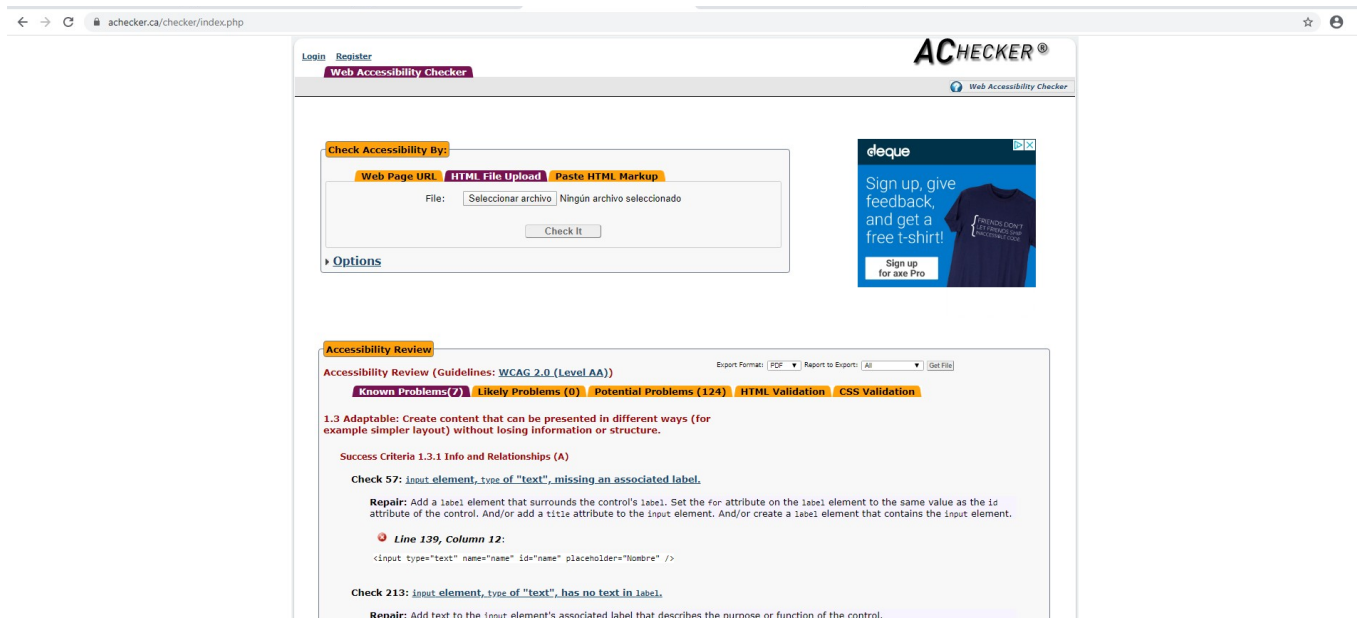 achecker.ca/checker/index.php
Login Register
ACHECKER ®
Web Accessibility Checker
Web Accessibility Checker
Check Accessibility By:
Web Page URL HTML File Upload Paste HTML Markup
File: Seleccionar archivo Ningún archivo seleccionado
Check It
Options
deque
Sign up, give
feedback,
and get a
free t-shirt!
{FRIENDS DON'T
LET FRIENDS SHIP
INACCESSIBLE CODE
Sign up
for axe Pro
Accessibility Review
Accessibility Review (Guidelines: WCAG 2.0 (Level AA))
Export Format: PDF Report to Export: All Get File
Known Problems(7) Likely Problems (0) Potential Problems (124) HTML Validation CSS Validation
1.3 Adaptable: Create content that can be presented in different ways (for
example simpler layout) without losing information or structure.
Success Criteria 1.3.1 Info and Relationships (A)
Check 57: input element, type of "text", missing an associated label.
Repair: Add a label element that surrounds the control's label. Set the for attribute on the label element to the same value as the id
attribute of the control. And/or add a title attribute to the input element. And/or create a label element that contains the input element.
Line 139, Column 12:
<input type="text" name="name" id="name" placeholder="Nombre" />
Check 213: input element, type of "text", has no text in label.
Repair: Add text to the input element's associated label that describes the purpose or function of the control.